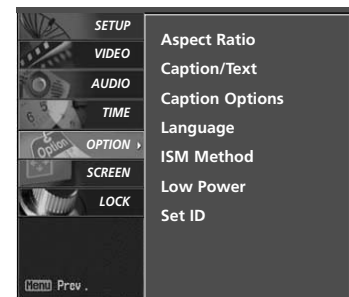 SETUP
VIDEO
AUDIO
TIME
OPTION
SCREEN
LOCK
Menu Prev.
Aspect Ratio
Caption/Text
Caption Options
Language
ISM Method
Low Power
Set ID